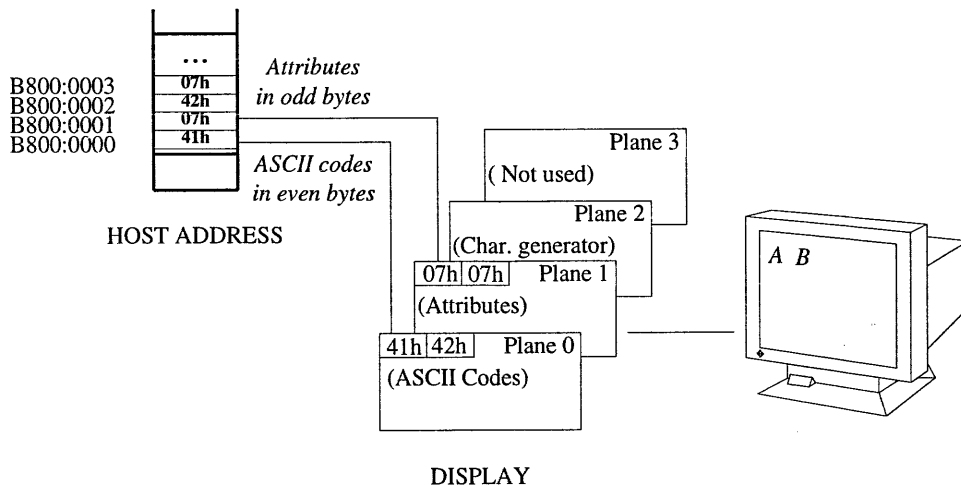 ...
B800:0003 07h
B800:0002 42h
B800:0001 07h
B800:0000 41h
Attributes
in odd bytes
ASCII codes
in even bytes
HOST ADDRESS
Plane 3
( Not used)
Plane 2
(Char. generator)
07h 07h Plane 1
(Attributes)
41h 42h Plane 0
(ASCII Codes)
A B
DISPLAY